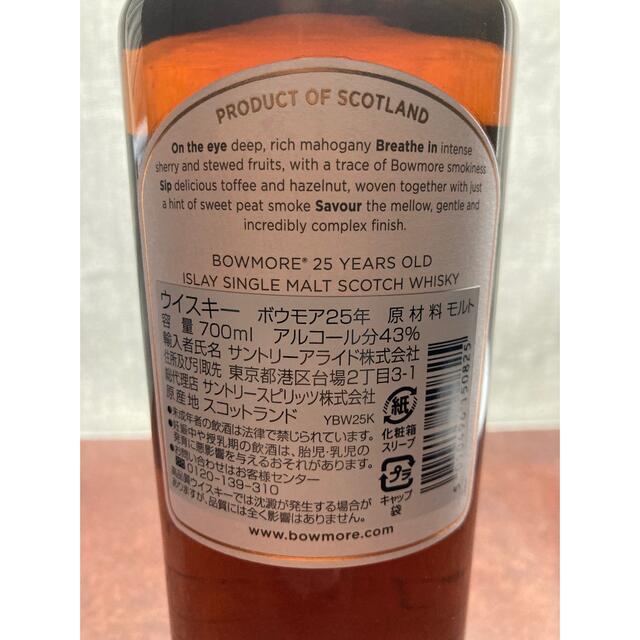 PRODUCT OF SCOTLAND
On the eye deep, rich mahogany Breathe in intense
sherry and stewed fruits, with a trace of Bowmore smokiness
Sip delicious toffee and hazelnut, woven together with just
a hint of sweet peat smoke Savour the mellow, gentle and
incredibly complex finish.
BOWMORE® 25 YEARS OLD
ISLAY SINGLE MALT SCOTCH WHISKY
ウイスキー ボウモア25年 原材料 モルト
容量 700ml アルコール分43%
輸入者氏名 サントリーアライド株式会社
住所及び引取先 東京都港区台場2丁目3-1
総代理店 サントリースピリッツ株式会社
原産地 スコットランド YBW25K
●未成年者の飲酒は法律で禁じられています。
●妊娠中や授乳期の飲酒は、胎児・乳児の
発育に悪影響を与えるおそれがあります。
●お問い合わせはお客様センター
0120-139-310
高品質ウイスキーでは沈澱が発生する場合が
ありますが、品質には全く影響はありません。
紙
化粧箱
スリーブ
プラ
キャップ
袋
www.bowmore.com